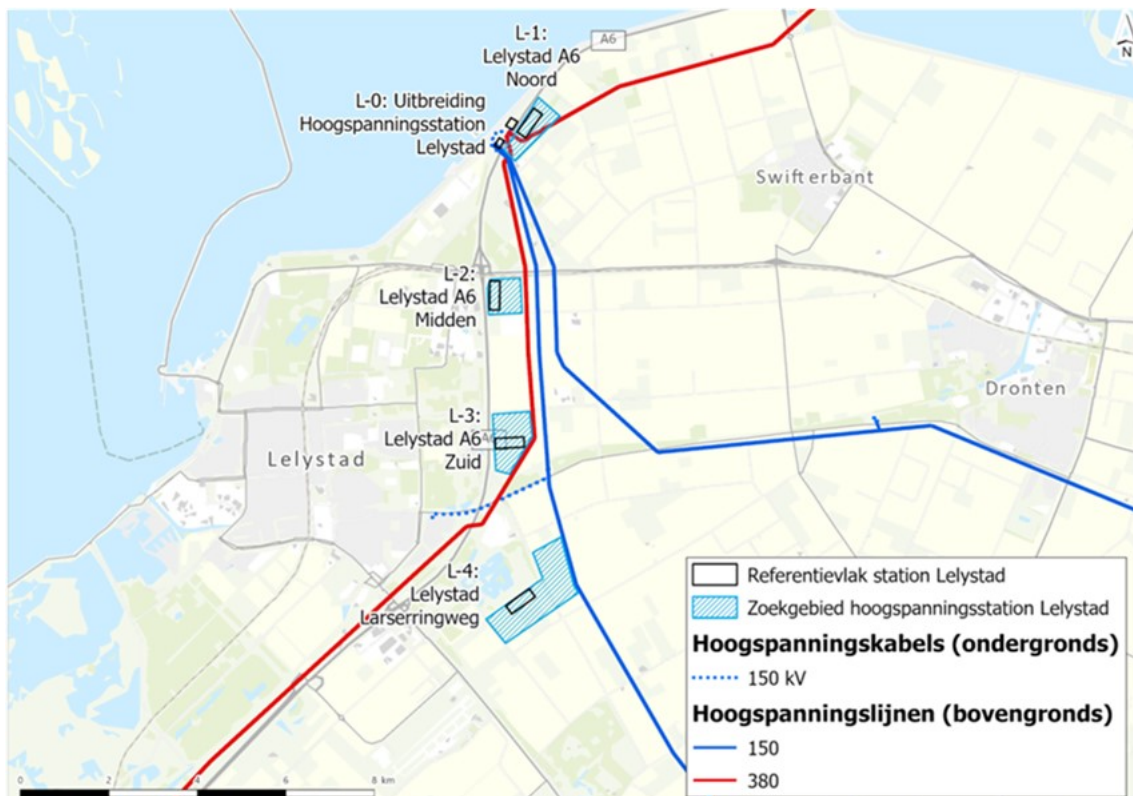 L-1:
Lelystad A6
Noord
A6
N
L-0: Uitbreiding
Hoogspanningsstation
Lelystad
Swifterbant
L-2:
Lelystad A6
Midden
Dronten
L-3:
Lelystad A6
Zuid
Lelystad
L-4:
Lelystad
Larserringweg
Referentievlak station Lelystad
Zoekgebied hoogspanningsstation Lelystad
Hoogspanningskabels (ondergronds)
150 kV
Hoogspanningslijnen (bovengronds)
150
380
0 2 4 6 8 km